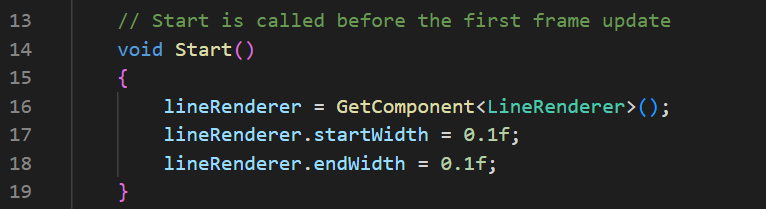 13 // Start is called before the first frame update
14 void Start()
15 {
16 lineRenderer = GetComponent<LineRenderer>();
17 lineRenderer.startWidth = 0.1f;
18 lineRenderer.endWidth = 0.1f;
19 }